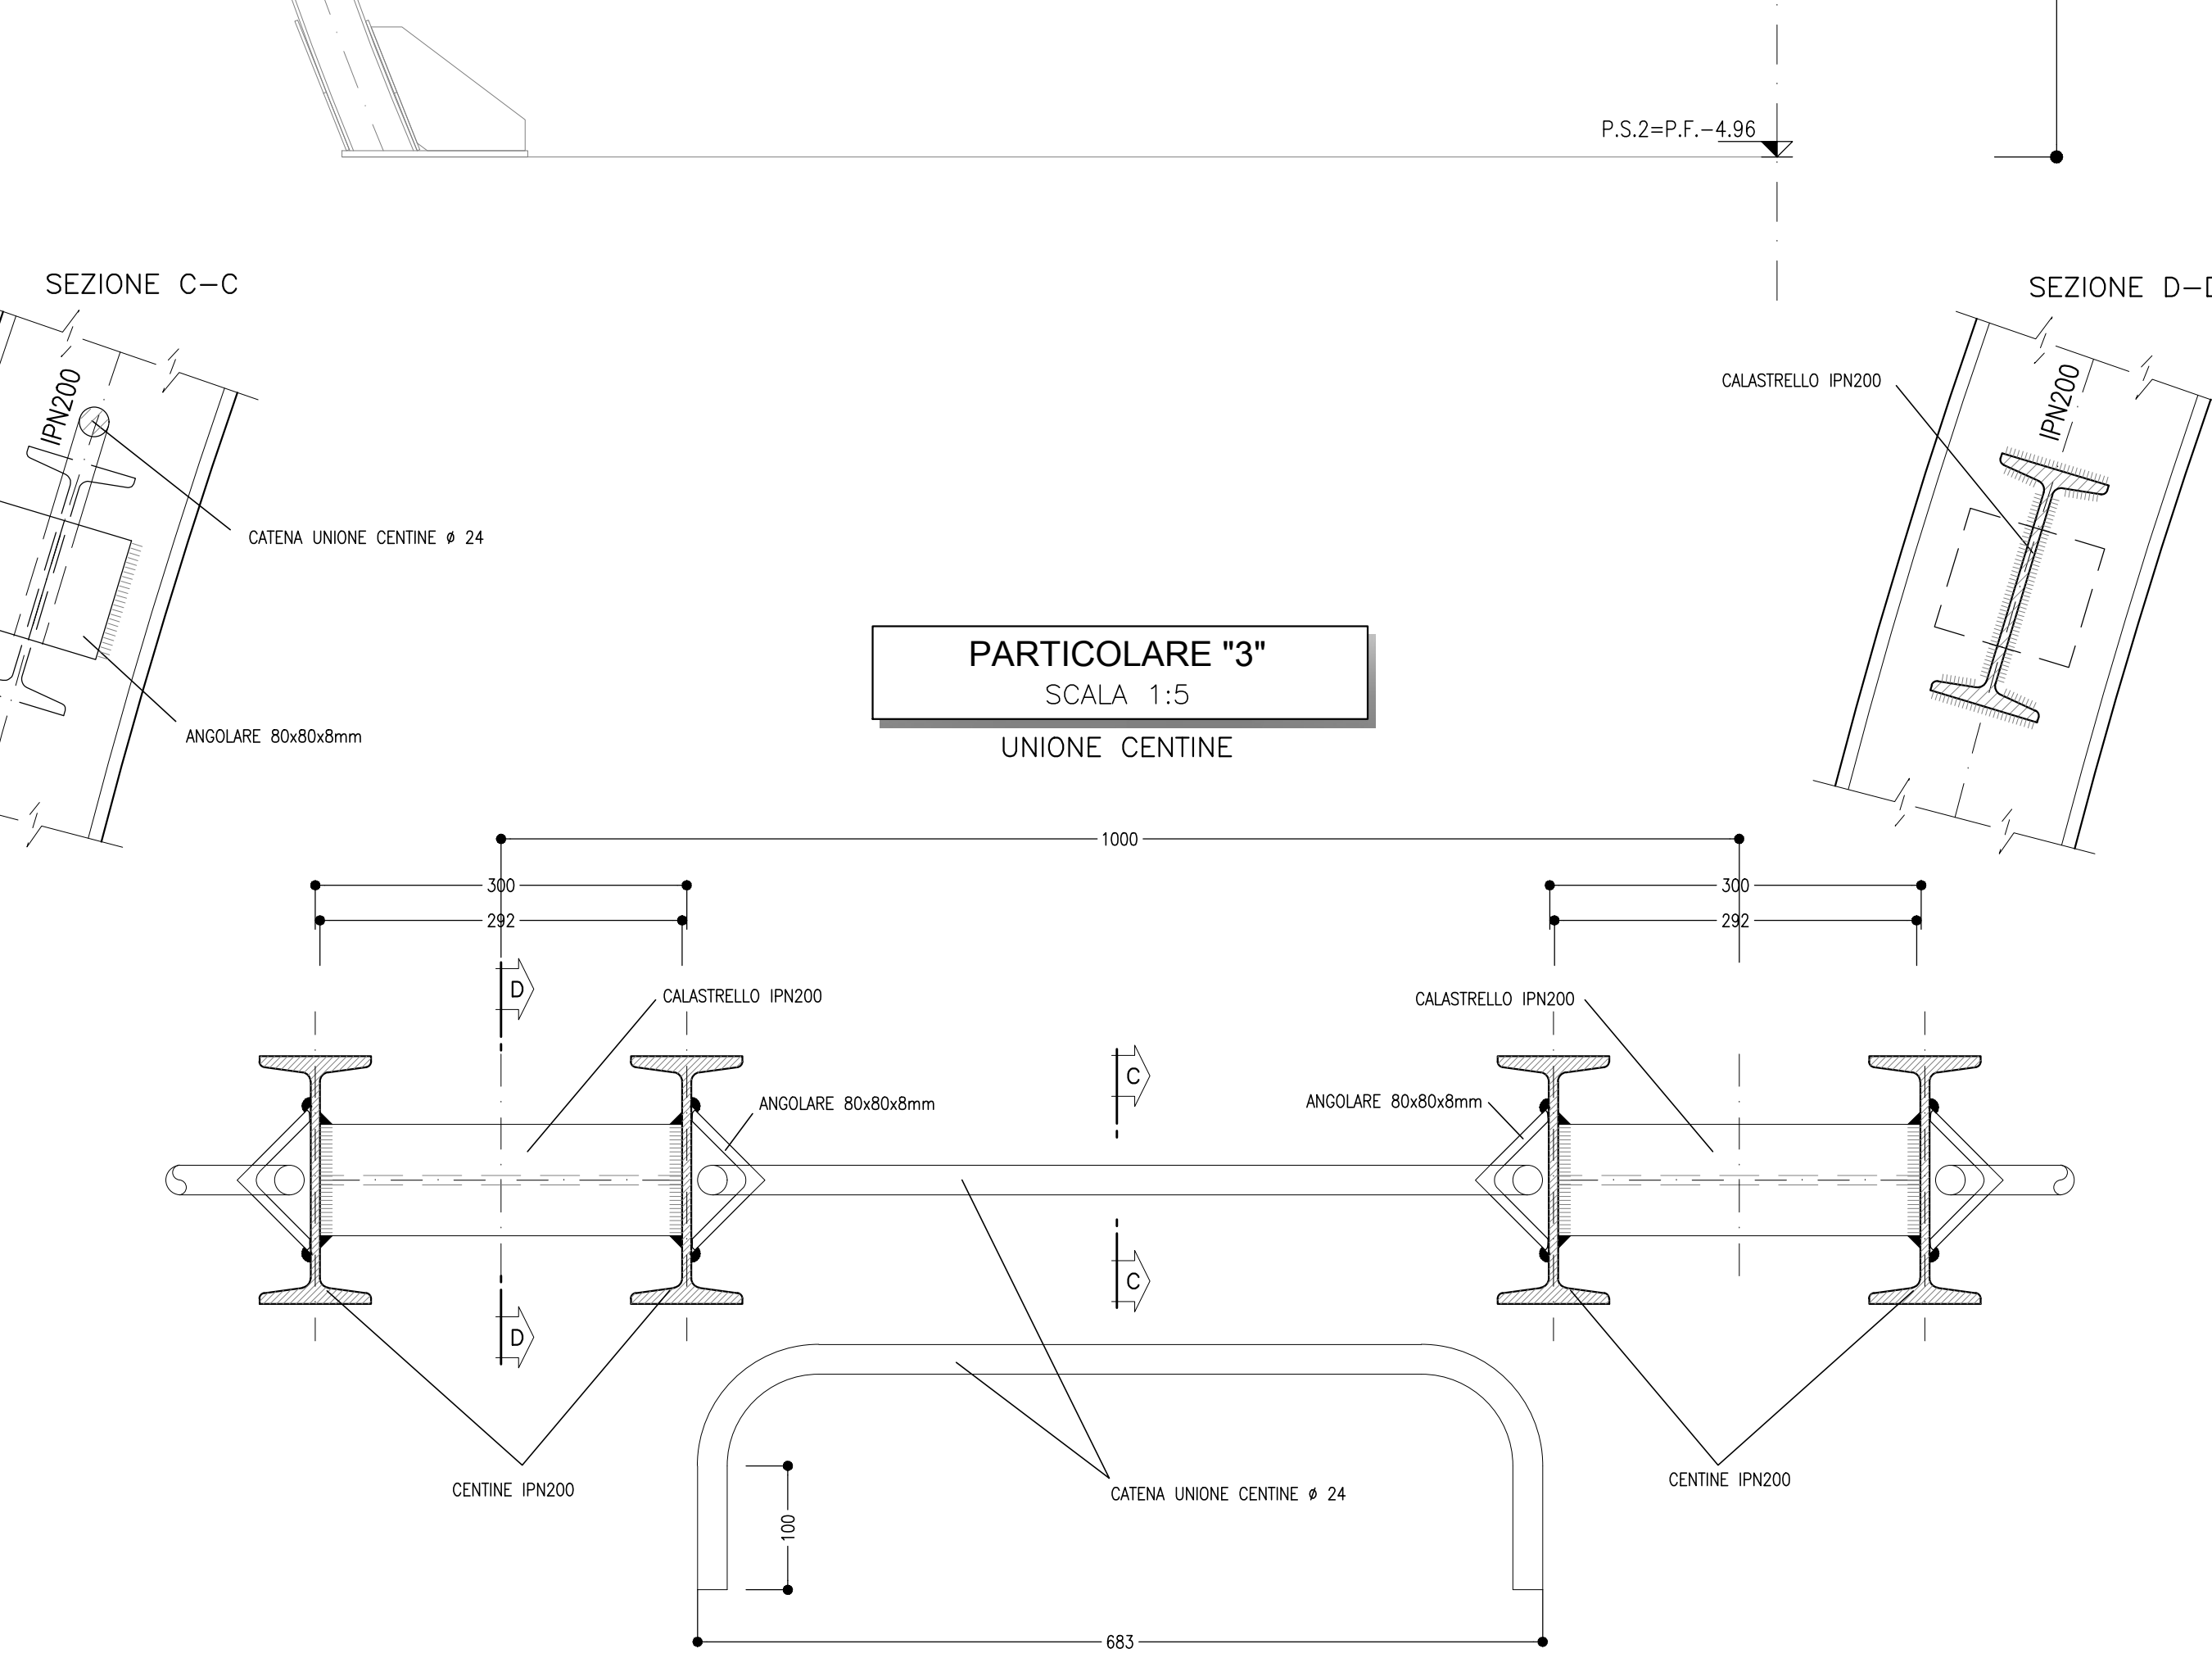 P.S.2=P.F.-4.96
SEZIONE C-C
SEZIONE D-D
IPN200
CATENA UNIONE CENTINE ø 24
ANGOLARE 80x80x8mm
CALASTRELLO IPN200
IPN200
PARTICOLARE "3"
SCALA 1:5
UNIONE CENTINE
1000
300
292
300
292
D
CALASTRELLO IPN200
CALASTRELLO IPN200
C
ANGOLARE 80x80x8mm
ANGOLARE 80x80x8mm
C
D
CENTINE IPN200
CATENA UNIONE CENTINE ø 24
CENTINE IPN200
100
683